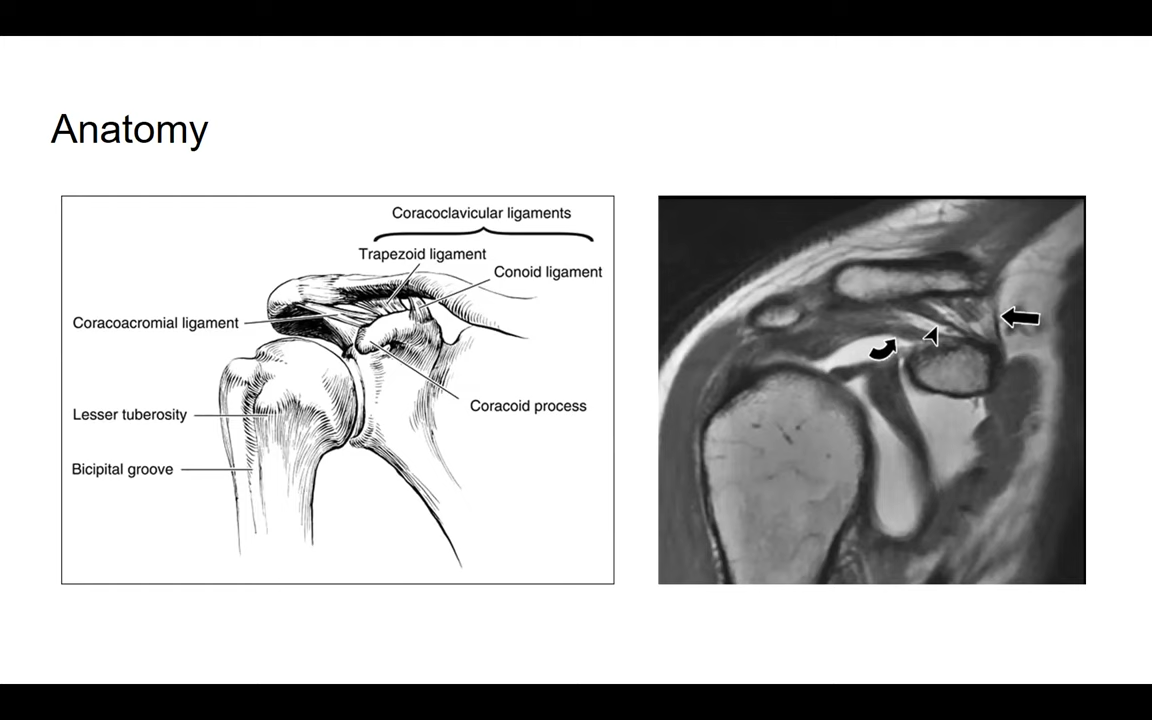 Anatomy
Coracoclavicular ligaments
Trapezoid ligament
Conoid ligament
Coracoacromial ligament
Coracoid process
Lesser tuberosity
Bicipital groove